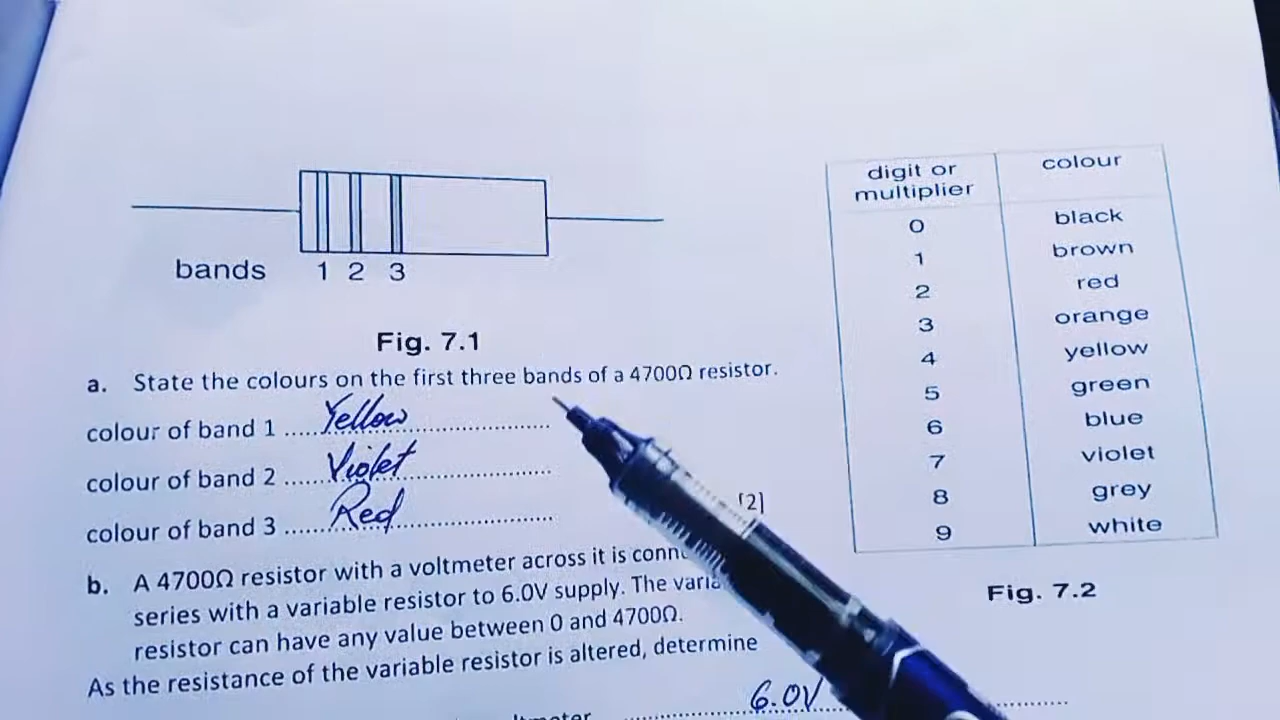 bands 1 2 3
Fig. 7.1
a. State the colours on the first three bands of a 4700Ω resistor.
colour of band 1 ..... Yellow .....
colour of band 2 ..... Violet .....
colour of band 3 ..... Red .....
[2]
b. A 4700Ω resistor with a voltmeter across it is
series with a variable resistor to 6.0V supply. The
resistor can have any value between 0 and 4700Ω.
As the resistance of the variable resistor is altered, determine
6.0V
digit or multiplier colour
0 black
1 brown
2 red
3 orange
4 yellow
5 green
6 blue
7 violet
8 grey
9 white
Fig. 7.2